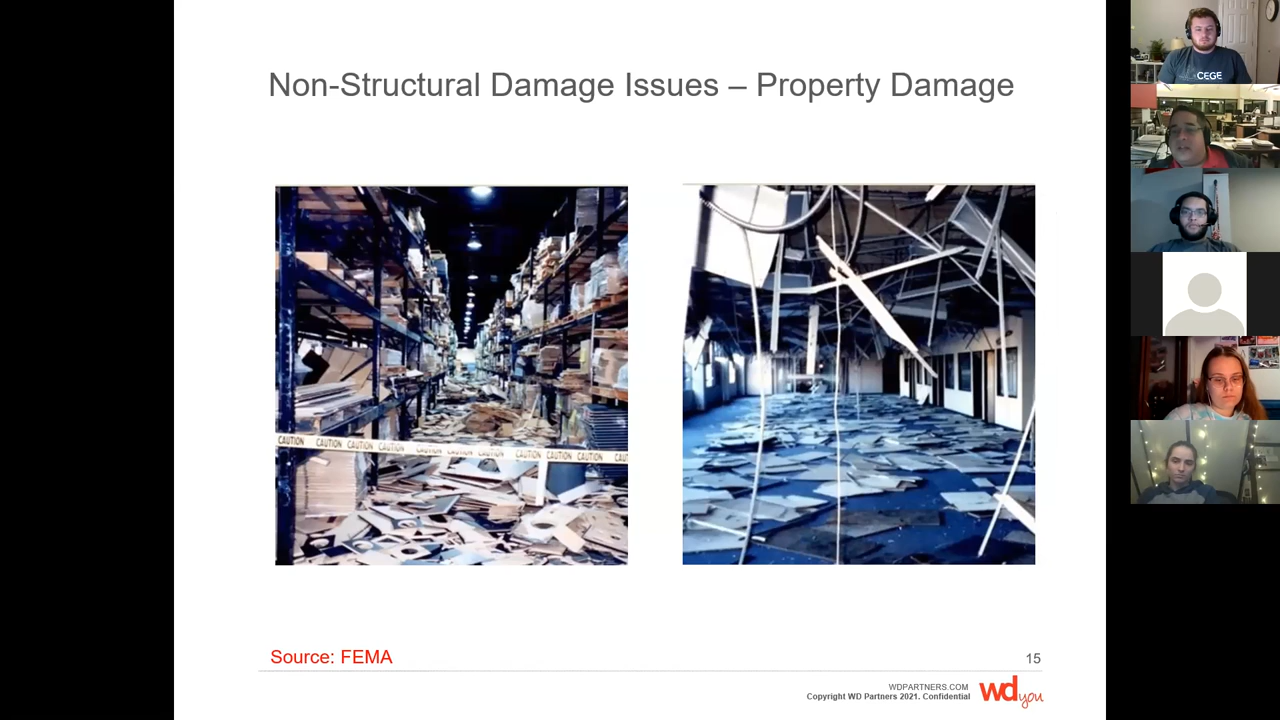 Non-Structural Damage Issues – Property Damage
CEGE
CAUTION CAUTION CAUTION CAUTION CAUTION CAUTION CAUTION CAUTION CAUTION CAUTION CAU
Source: FEMA
15
WDPARTNERS.COM
Copyright WD Partners 2021. Confidential
wd you